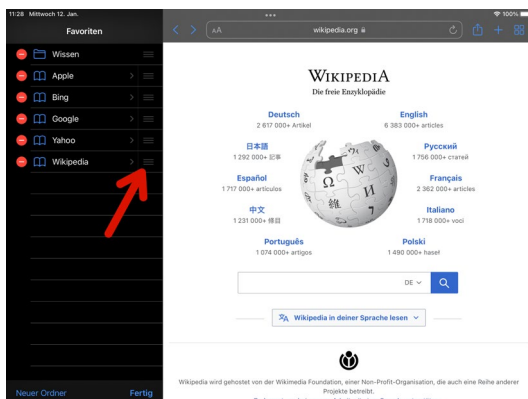 11:28 Mittwoch 12. Jan.
100%
Favoriten
AA
wikipedia.org
Wissen
Apple
Bing
Google
Yahoo
Wikipedia
Neuer Ordner
Fertig
WIKIPEDIA
Die freie Enzyklopädie
Deutsch
2 617 000+ Artikel
English
6 383 000+ articles
日本語
1 292 000+ 記事
Русский
1 756 000+ статей
Español
1 717 000+ artículos
Français
2 362 000+ articles
中文
1 231 000+ 條目
Italiano
1 718 000+ voci
Português
1 074 000+ artigos
Polski
1 490 000+ haseł
Ω
W
И
維
DE
Wikipedia in deiner Sprache lesen
Wikipedia wird gehostet von der Wikimedia Foundation, einer Non-Profit-Organisation, die auch eine Reihe anderer
Projekte betreibt.